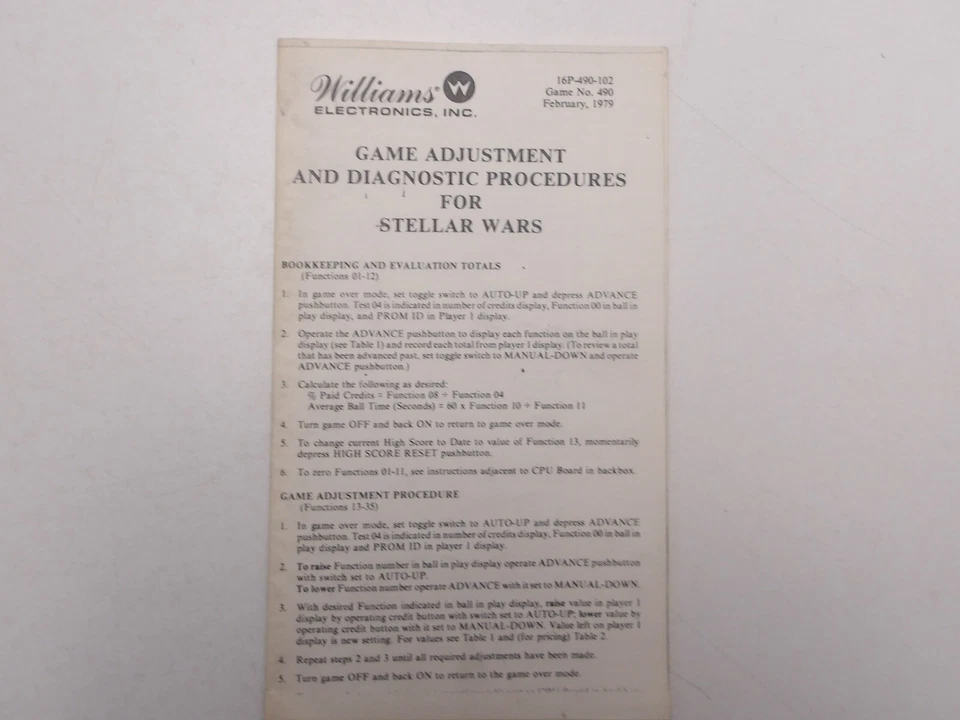 Williams® W
ELECTRONICS, INC.
16P-490-102
Game No. 490
February, 1979
GAME ADJUSTMENT
AND DIAGNOSTIC PROCEDURES
FOR
STELLAR WARS
BOOKKEEPING AND EVALUATION TOTALS
(Functions 01-12)
1. In game over mode, set toggle switch to AUTO-UP and depress ADVANCE
pushbutton. Test 04 is indicated in number of credits display, Function 00 in ball in
play display, and PROM ID in Player 1 display.
2. Operate the ADVANCE pushbutton to display each function on the ball in play
display (see Table 1) and record each total from player 1 display. (To review a total
that has been advanced past, set toggle switch to MANUAL-DOWN and operate
ADVANCE pushbutton.)
3. Calculate the following as desired:
% Paid Credits = Function 08 ÷ Function 04
Average Ball Time (Seconds) = 60 x Function 10 ÷ Function 11
4. Turn game OFF and back ON to return to game over mode.
5. To change current High Score to Date to value of Function 13, momentarily
depress HIGH SCORE RESET pushbutton.
6. To zero Functions 01-11, see instructions adjacent to CPU Board in backbox.
GAME ADJUSTMENT PROCEDURE
(Functions 13-35)
1. In game over mode, set toggle switch to AUTO-UP and depress ADVANCE
pushbutton. Test 04 is indicated in number of credits display, Function 00 in ball in
play display and PROM ID in player 1 display.
2. To raise Function number in ball in play display operate ADVANCE pushbutton
with switch set to AUTO-UP.
To lower Function number operate ADVANCE with it set to MANUAL-DOWN.
3. With desired Function indicated in ball in play display, raise value in player 1
display by operating credit button with switch set to AUTO-UP; lower value by
operating credit button with it set to MANUAL-DOWN. Value left on player 1
display is new setting. For values see Table 1 and (for pricing) Table 2.
4. Repeat steps 2 and 3 until all required adjustments have been made.
5. Turn game OFF and back ON to return to the game over mode.